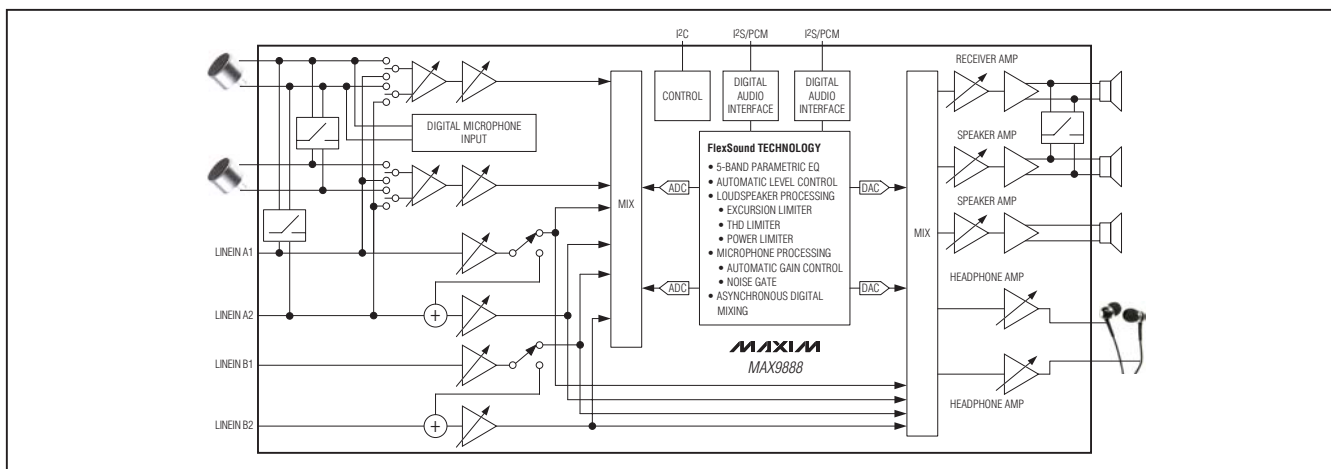 I²C
I²S/PCM
I²S/PCM
RECEIVER AMP
CONTROL
DIGITAL
AUDIO
INTERFACE
DIGITAL
AUDIO
INTERFACE
DIGITAL MICROPHONE
INPUT
FlexSound TECHNOLOGY
• 5-BAND PARAMETRIC EQ
• AUTOMATIC LEVEL CONTROL
• LOUDSPEAKER PROCESSING
• EXCURSION LIMITER
• THD LIMITER
• POWER LIMITER
• MICROPHONE PROCESSING
• AUTOMATIC GAIN CONTROL
• NOISE GATE
• ASYNCHRONOUS DIGITAL
MIXING
SPEAKER AMP
ADC
DAC
MIX
MIX
SPEAKER AMP
LINEIN A1
HEADPHONE AMP
ADC
DAC
LINEIN A2
+
MAXIM
MAX9888
LINEIN B1
HEADPHONE AMP
LINEIN B2
+